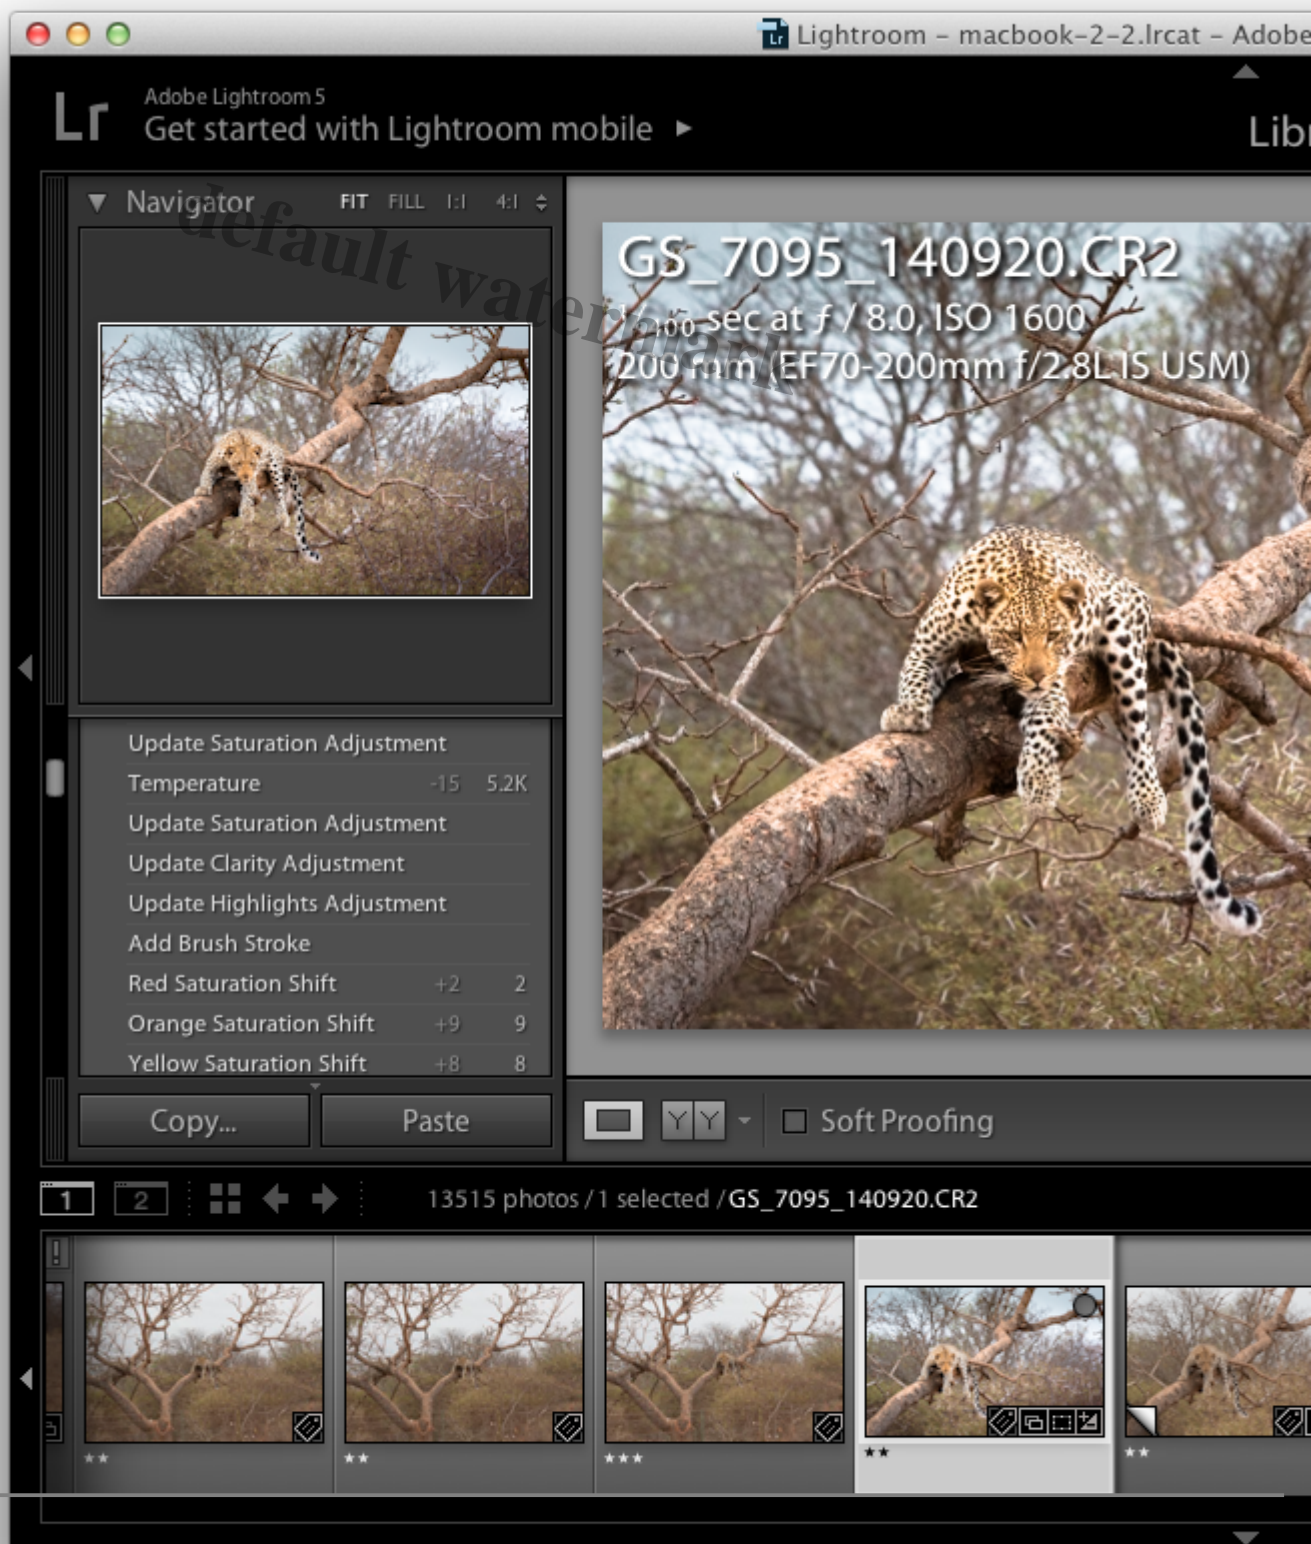 Lightroom – macbook-2-2.lrcat – Adobe
Lr
Adobe Lightroom 5
Get started with Lightroom mobile
Navigator FIT FILL 1:1 4:1
default watermark
GS_7095_140920.CR2
sec at ƒ / 8.0, ISO 1600
200 mm (EF70-200mm f/2.8L IS USM)
Update Saturation Adjustment
Temperature -15 5.2K
Update Saturation Adjustment
Update Clarity Adjustment
Update Highlights Adjustment
Add Brush Stroke
Red Saturation Shift +2 2
Orange Saturation Shift +9 9
Yellow Saturation Shift +8 8
Copy... Paste
Y Y Soft Proofing
1 2 13515 photos / 1 selected / GS_7095_140920.CR2